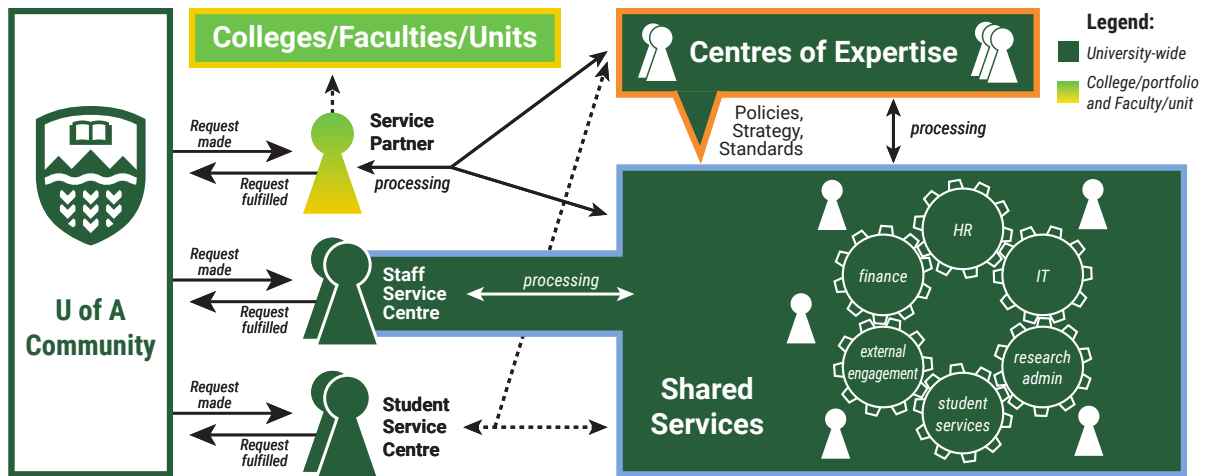 Colleges/Faculties/Units
Centres of Expertise
Legend:
University-wide
College/portfolio
and Faculty/unit
Request
made
Service
Partner
Request
fulfilled
processing
Policies,
Strategy,
Standards
processing
U of A
Community
Request
made
Staff
Service
Centre
Request
fulfilled
processing
HR
finance
IT
external
engagement
research
admin
student
services
Shared
Services
Request
made
Student
Service
Centre
Request
fulfilled